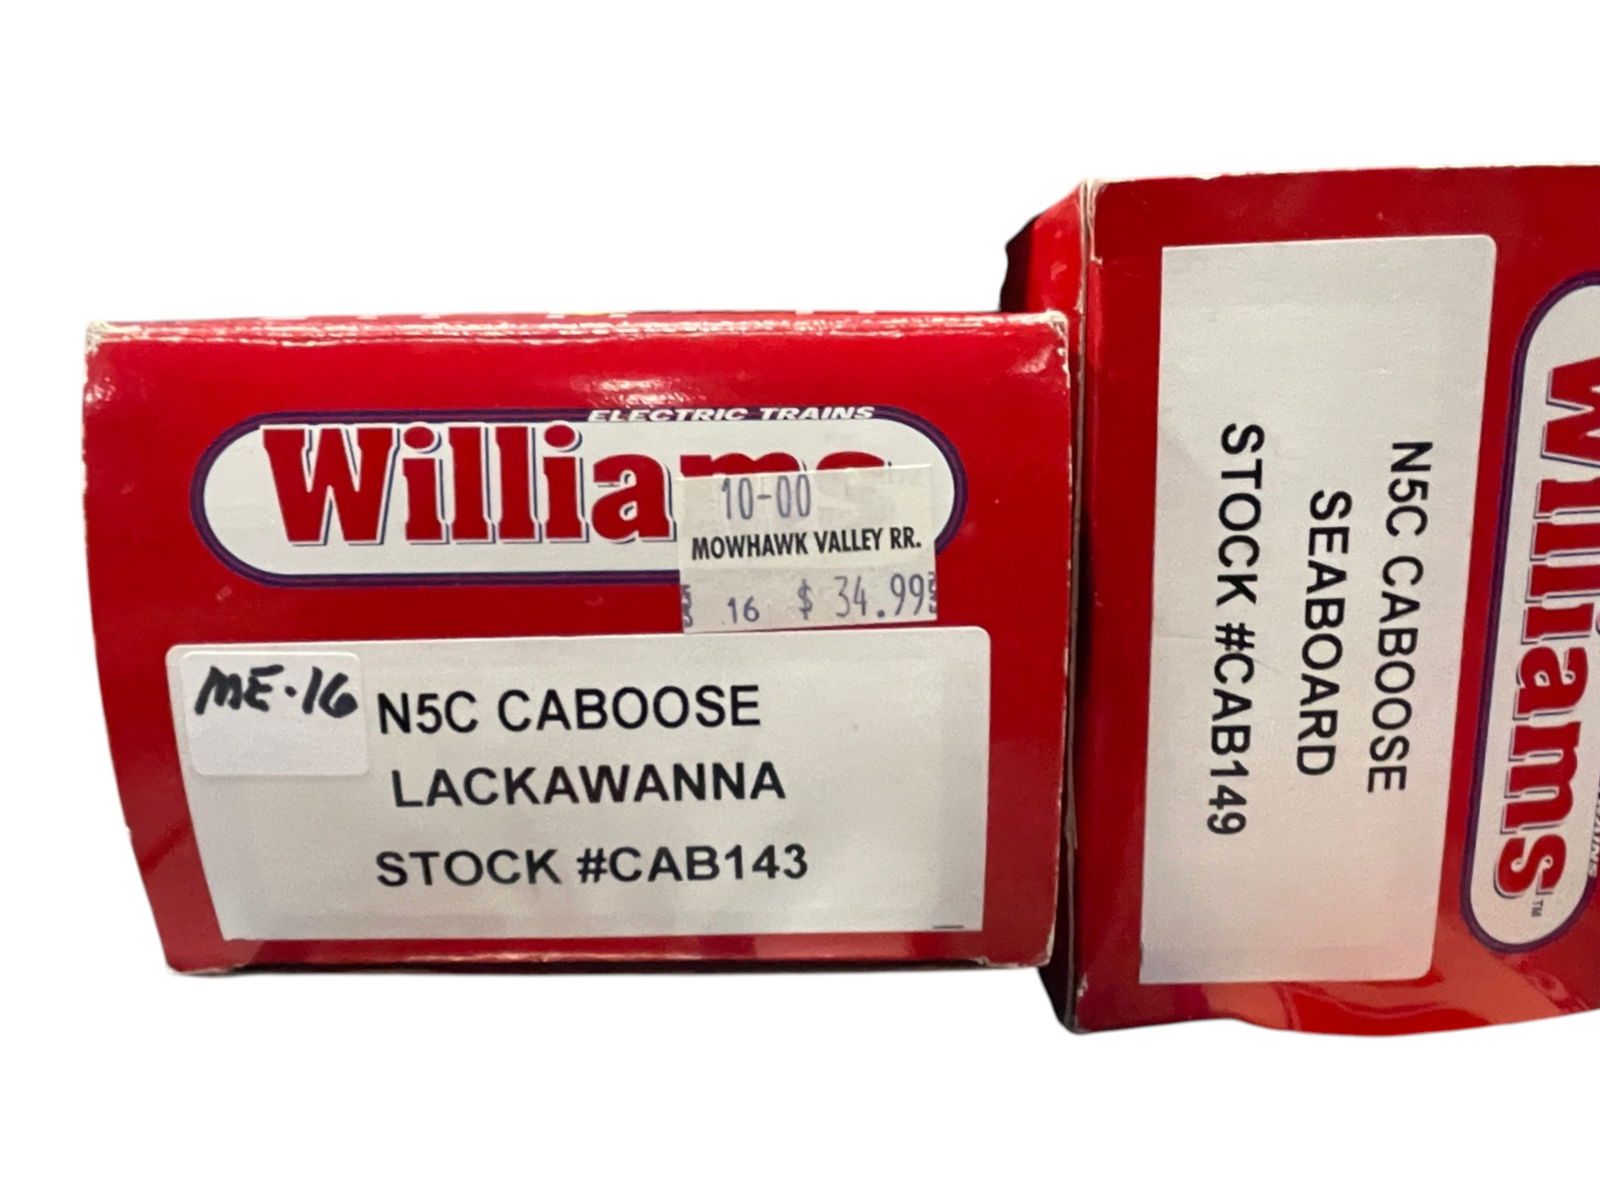 ELECTRIC TRAINS
Williams
10-00
MOWHAWK VALLEY RR.
16 $ 34.99
ME-16
N5C CABOOSE
LACKAWANNA
STOCK #CAB143
N5C CABOOSE
SEABOARD
STOCK #CAB149
Williams™